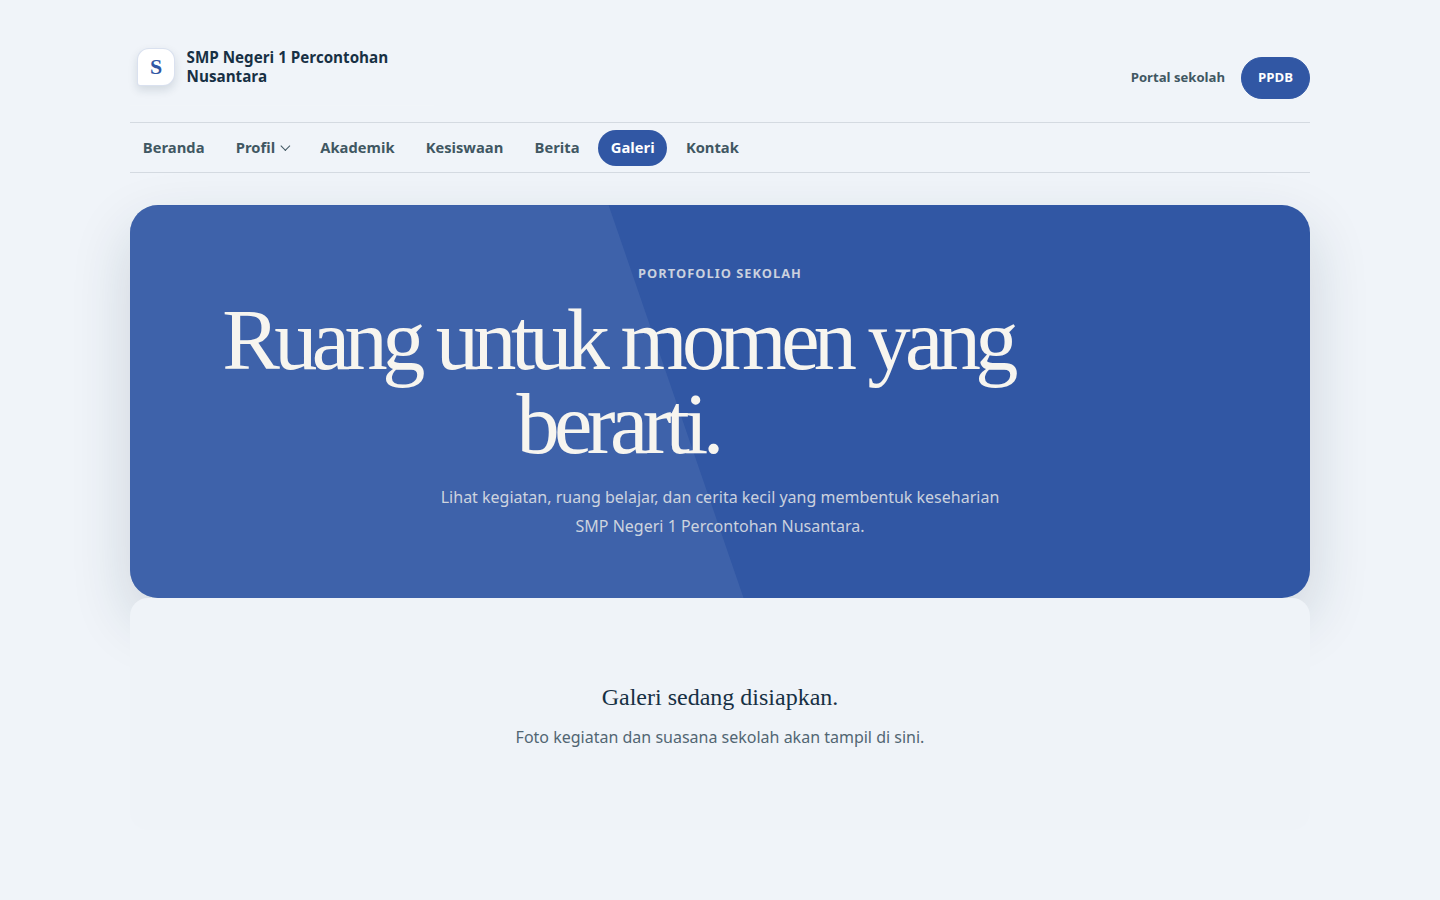 S
SMP Negeri 1 Percontohan
Nusantara
Portal sekolah
PPDB
Beranda
Profil
Akademik
Kesiswaan
Berita
Galeri
Kontak
PORTOFOLIO SEKOLAH
Ruang untuk momen yang
berarti.
Lihat kegiatan, ruang belajar, dan cerita kecil yang membentuk keseharian
SMP Negeri 1 Percontohan Nusantara.
Galeri sedang disiapkan.
Foto kegiatan dan suasana sekolah akan tampil di sini.